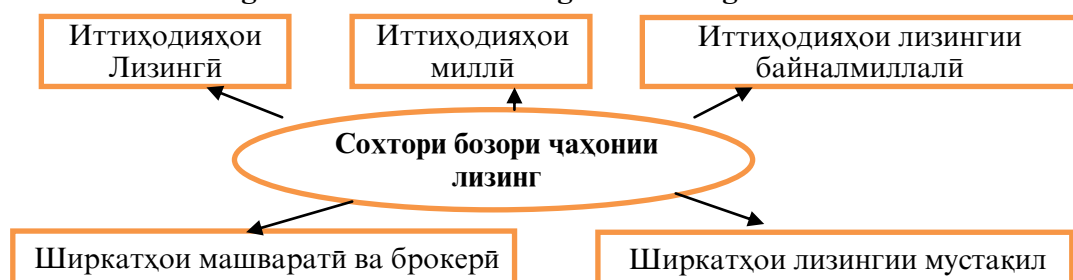 Иттиҳодияҳои
Лизингӣ
Иттиҳодияҳои
миллӣ
Иттиҳодияҳои лизингии
байналмиллалӣ
Сохтори бозори ҷаҳонии
лизинг
Ширкатҳои машваратӣ ва брокерӣ
Ширкатҳои лизингии мустақил